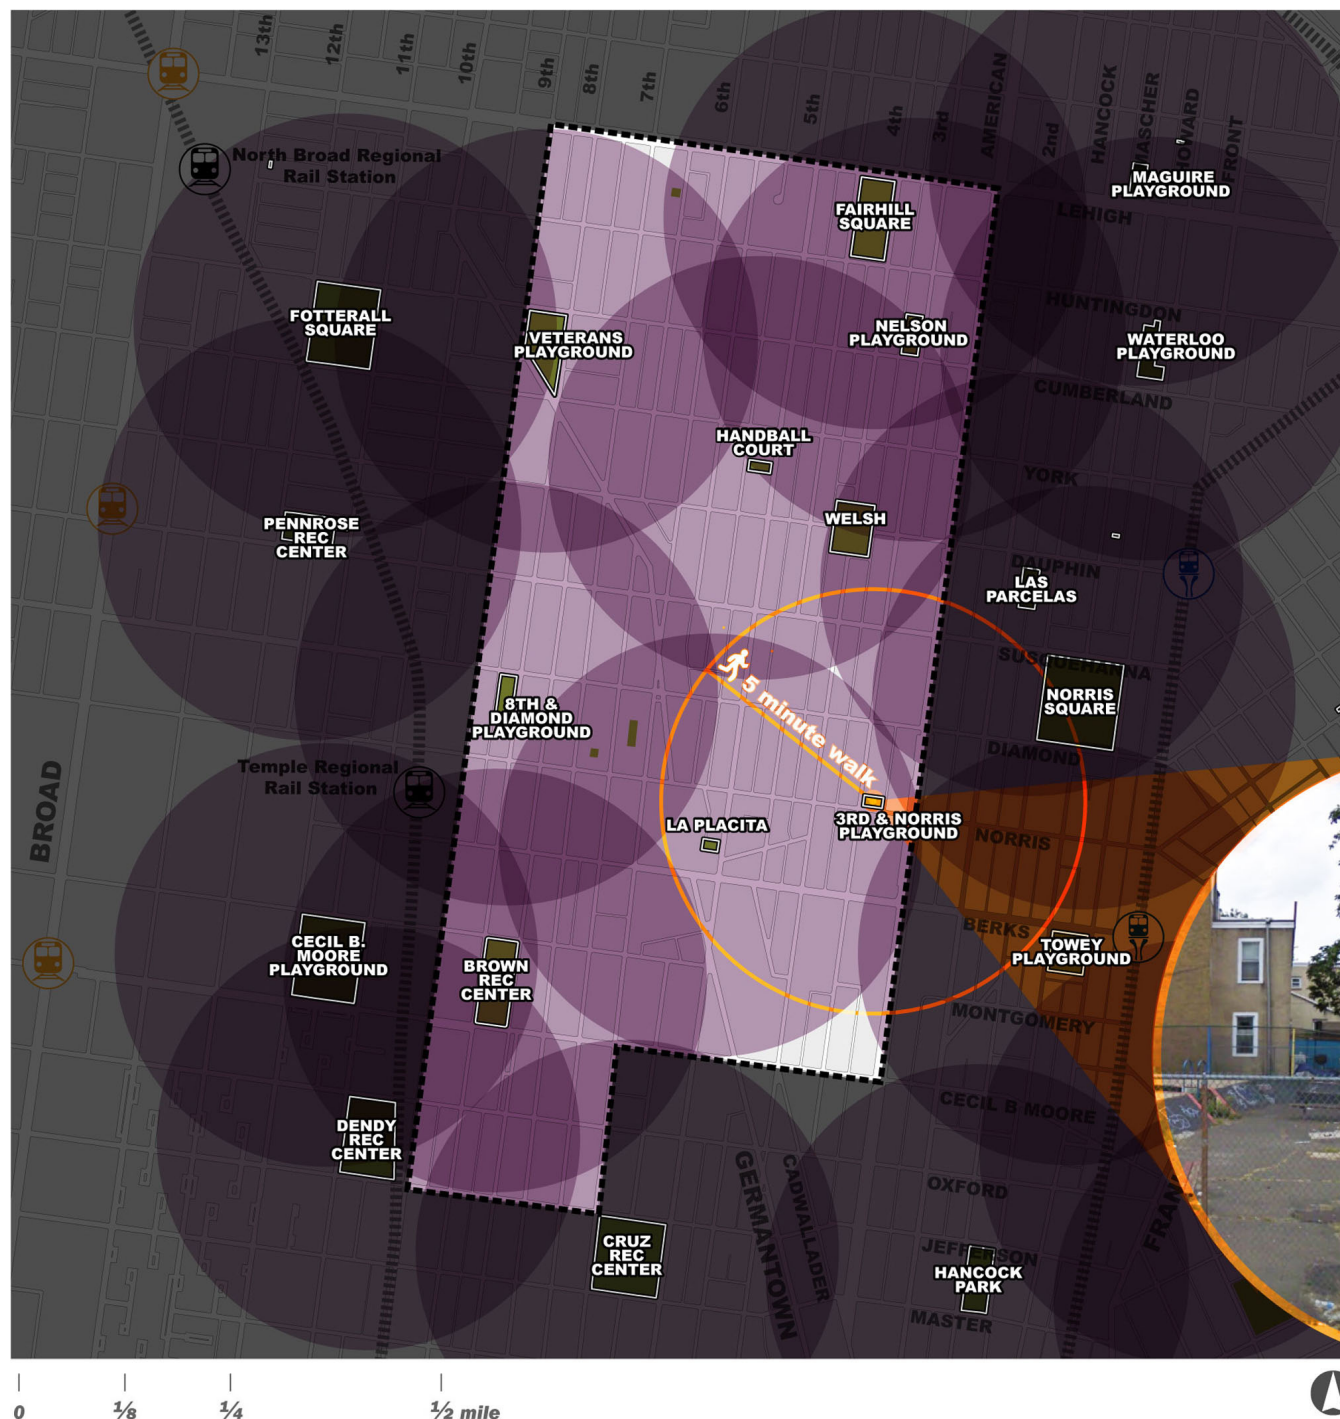 13th
12th
11th
10th
9th
8th
7th
6th
5th
4th
3rd
AMERICAN
2nd
HANCOCK
MASCHER
HOWARD
FRONT
North Broad Regional
Rail Station
MAGUIRE
PLAYGROUND
LEHIGH
FAIRHILL
SQUARE
HUNTINGDON
FOTTERALL
SQUARE
VETERANS
PLAYGROUND
NELSON
PLAYGROUND
WATERLOO
PLAYGROUND
CUMBERLAND
HANDBALL
COURT
YORK
PENNROSE
REC
CENTER
WELSH
DAUPHIN
LAS
PARCELAS
SUSQUEHANNA
5 minute walk
NORRIS
SQUARE
8TH &
DIAMOND
PLAYGROUND
DIAMOND
Temple Regional
Rail Station
BROAD
LA PLACITA
3RD & NORRIS
PLAYGROUND
NORRIS
BERKS
CECIL B.
MOORE
PLAYGROUND
BROWN
REC
CENTER
TOWEY
PLAYGROUND
MONTGOMERY
CECIL B MOORE
DENDY
REC
CENTER
OXFORD
GERMANTOWN
CADWALLADER
JEFFERSON
CRUZ
REC
CENTER
HANCOCK
PARK
MASTER
0
⅛
¼
½ mile